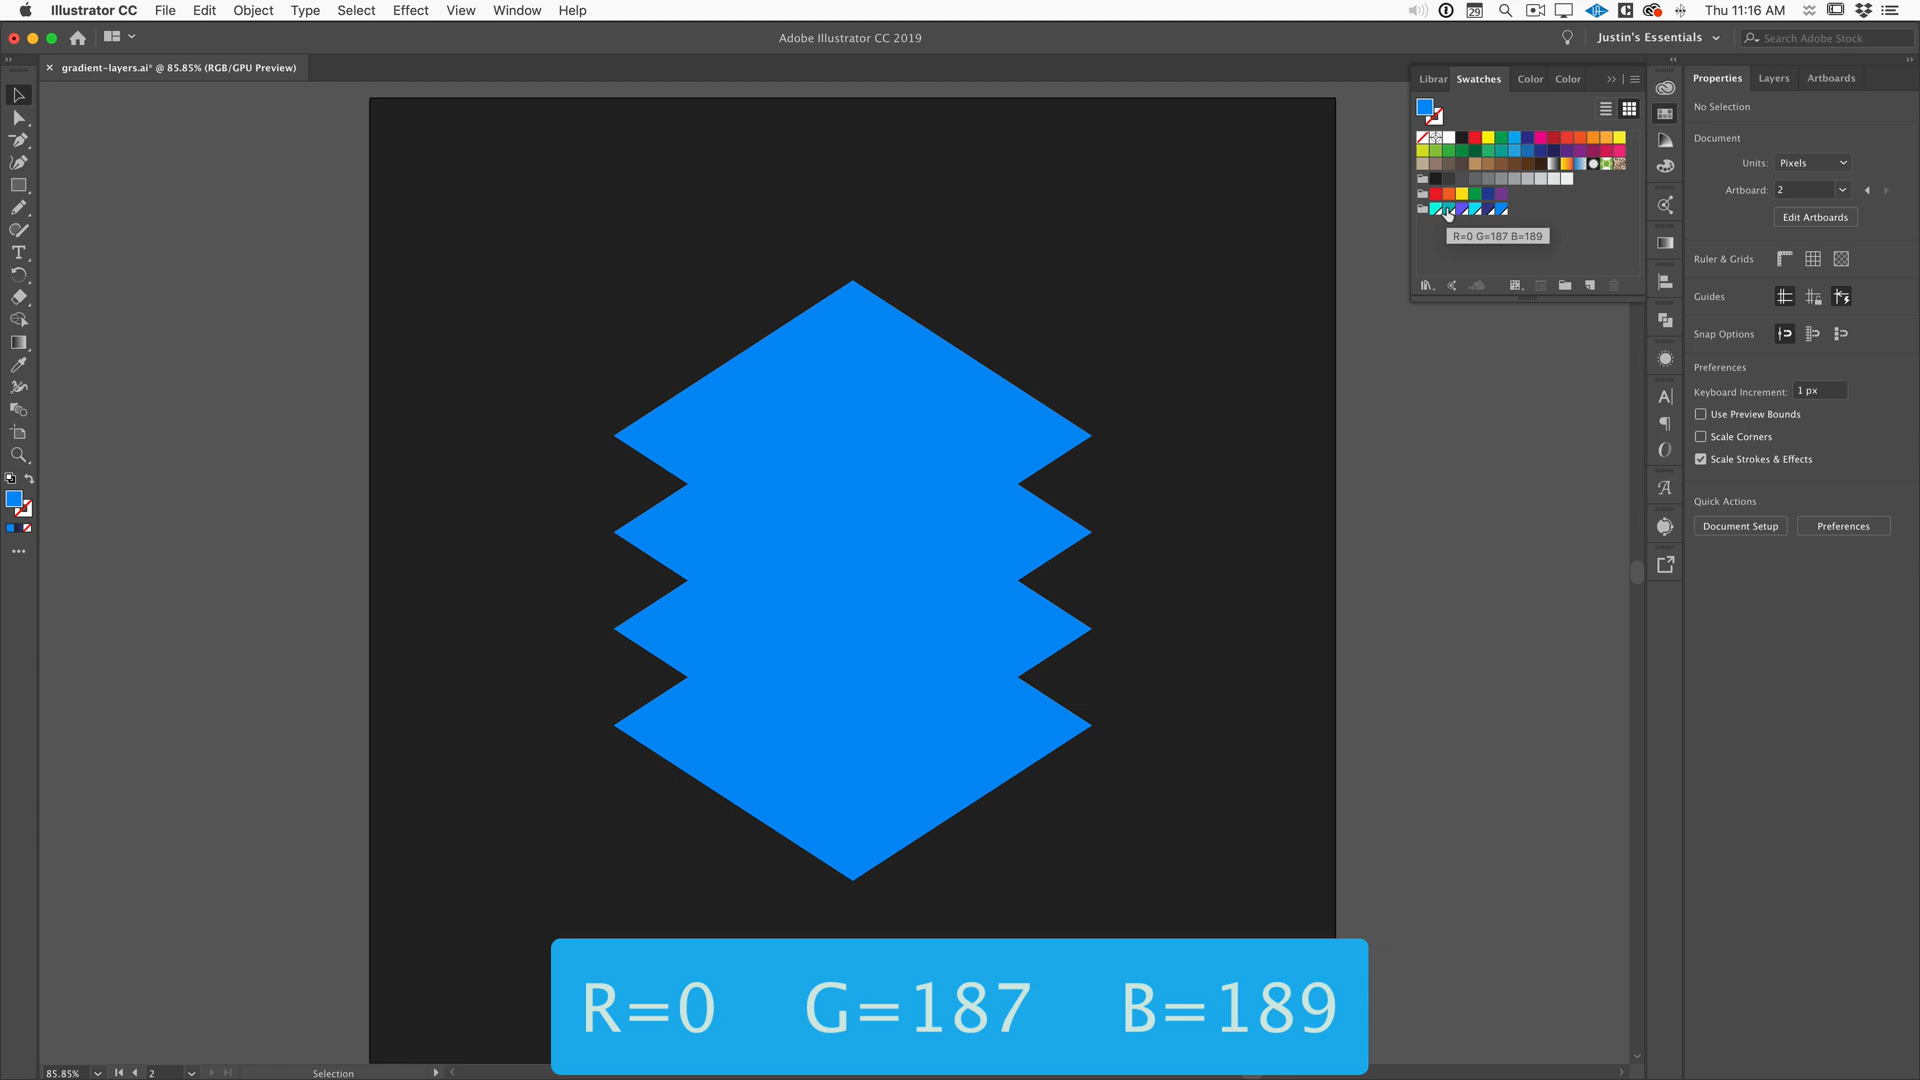 Illustrator CC File Edit Object Type Select Effect View Window Help
29 Thu 11:16 AM
Adobe Illustrator CC 2019
Justin's Essentials
Search Adobe Stock
gradient-layers.ai* @ 85.85% (RGB/GPU Preview)
Librar Swatches Color Color
R=0 G=187 B=189
Properties Layers Artboards
No Selection
Document
Units: Pixels
Artboard: 2
Edit Artboards
Ruler & Grids
Guides
Snap Options
Preferences
Keyboard Increment: 1 px
Use Preview Bounds
Scale Corners
Scale Strokes & Effects
Quick Actions
Document Setup Preferences
R=0 G=187 B=189
85.85% 2 Selection